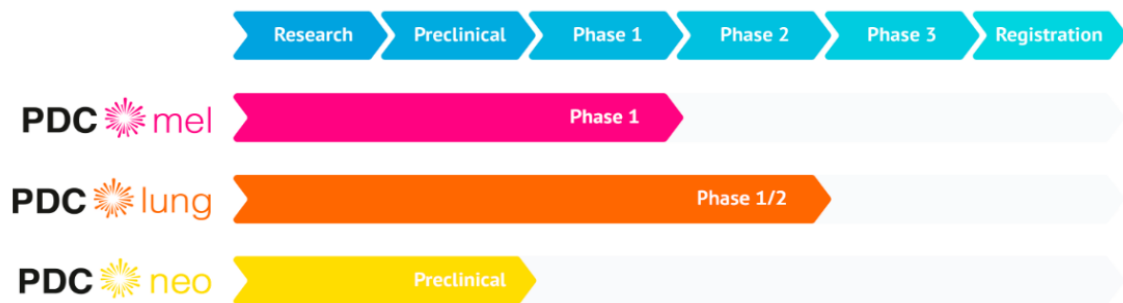 Research Preclinical Phase 1 Phase 2 Phase 3 Registration
PDC mel Phase 1
PDC lung Phase 1/2
PDC neo Preclinical